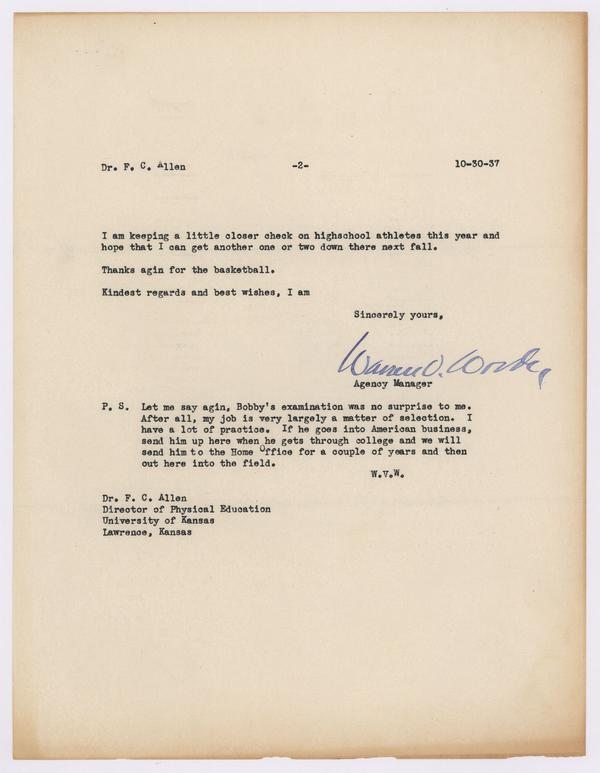 Dr. F. C. Allen -2- 10-30-37
I am keeping a little closer check on highschool athletes this year and
hope that I can get another one or two down there next fall.
Thanks agin for the basketball.
Kindest regards and best wishes, I am
Sincerely yours,
Warren V.
Agency Manager
P. S. Let me say agin, Bobby's examination was no surprise to me.
After all, my job is very largely a matter of selection. I
have a lot of practice. If he goes into American business,
send him up here when he gets through college and we will
send him to the Home Office for a couple of years and then
out here into the field.
W.V.W.
Dr. F. C. Allen
Director of Physical Education
University of Kansas
Lawrence, Kansas